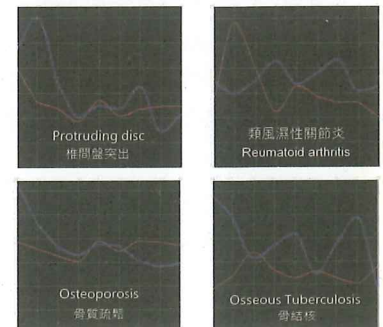 Protruding disc
椎間盤突出
類風濕性關節炎
Reumatoid arthritis
Osteoporosis
骨質疏鬆
Osseous Tuberculosis
骨結核